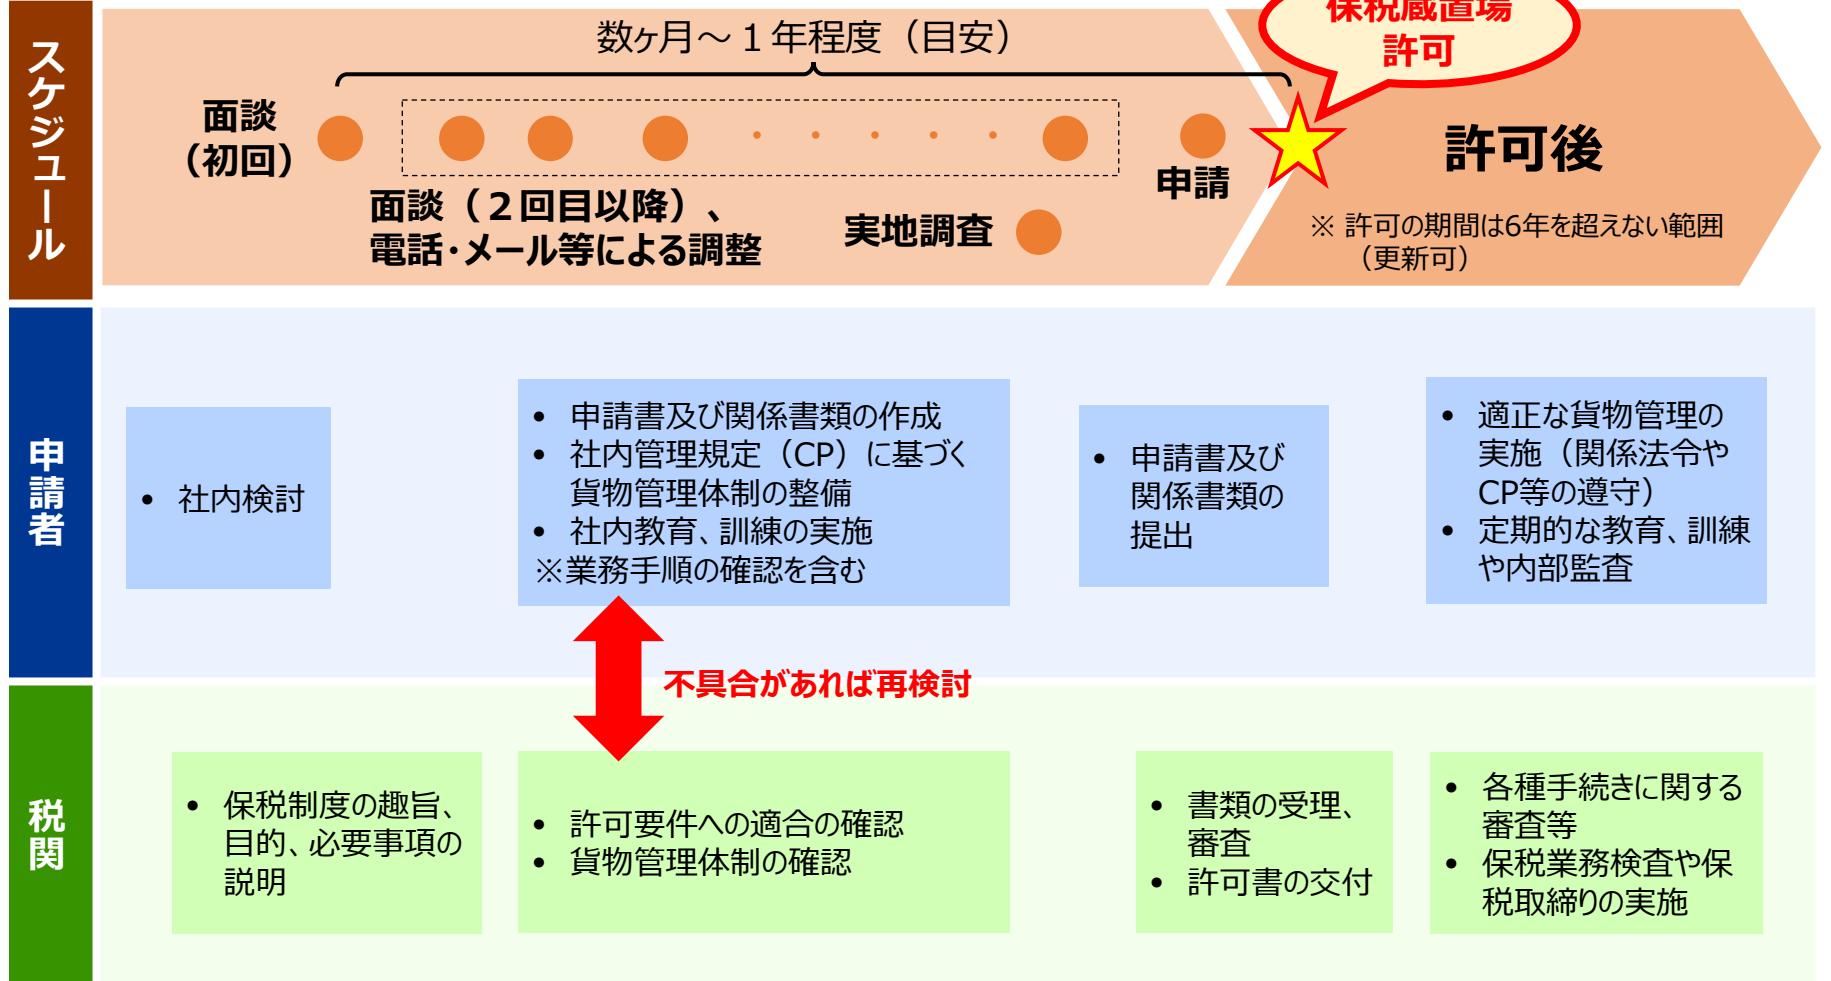 スケジュール
数ヶ月～１年程度（目安）
保税蔵置場
許可
面談
（初回）
面談（２回目以降）、
電話・メール等による調整
実地調査
申請
許可後
※ 許可の期間は6年を超えない範囲
（更新可）
申請者
• 社内検討
• 申請書及び関係書類の作成
• 社内管理規定（CP）に基づく
貨物管理体制の整備
• 社内教育、訓練の実施
※業務手順の確認を含む
• 申請書及び
関係書類の
提出
• 適正な貨物管理の
実施（関係法令や
CP等の遵守）
• 定期的な教育、訓練
や内部監査
不具合があれば再検討
税関
• 保税制度の趣旨、
目的、必要事項の
説明
• 許可要件への適合の確認
• 貨物管理体制の確認
• 書類の受理、
審査
• 許可書の交付
• 各種手続きに関する
審査等
• 保税業務検査や保
税取締りの実施